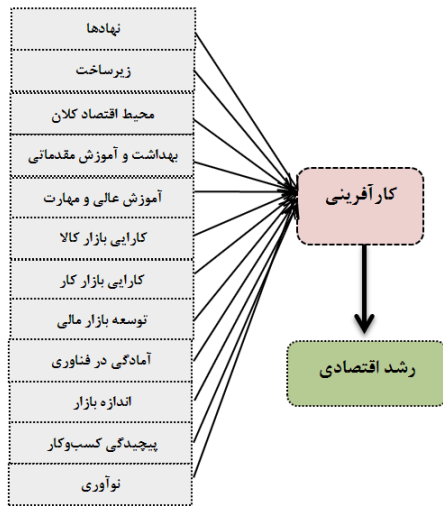 نهادها
زیرساخت
محیط اقتصاد کلان
بهداشت و آموزش مقدماتی
آموزش عالی و مهارت
کارایی بازار کالا
کارایی بازار کار
توسعه بازار مالی
آمادگی در فناوری
اندازه بازار
پیچیدگی کسب‌وکار
نوآوری
کارآفرینی
رشد اقتصادی